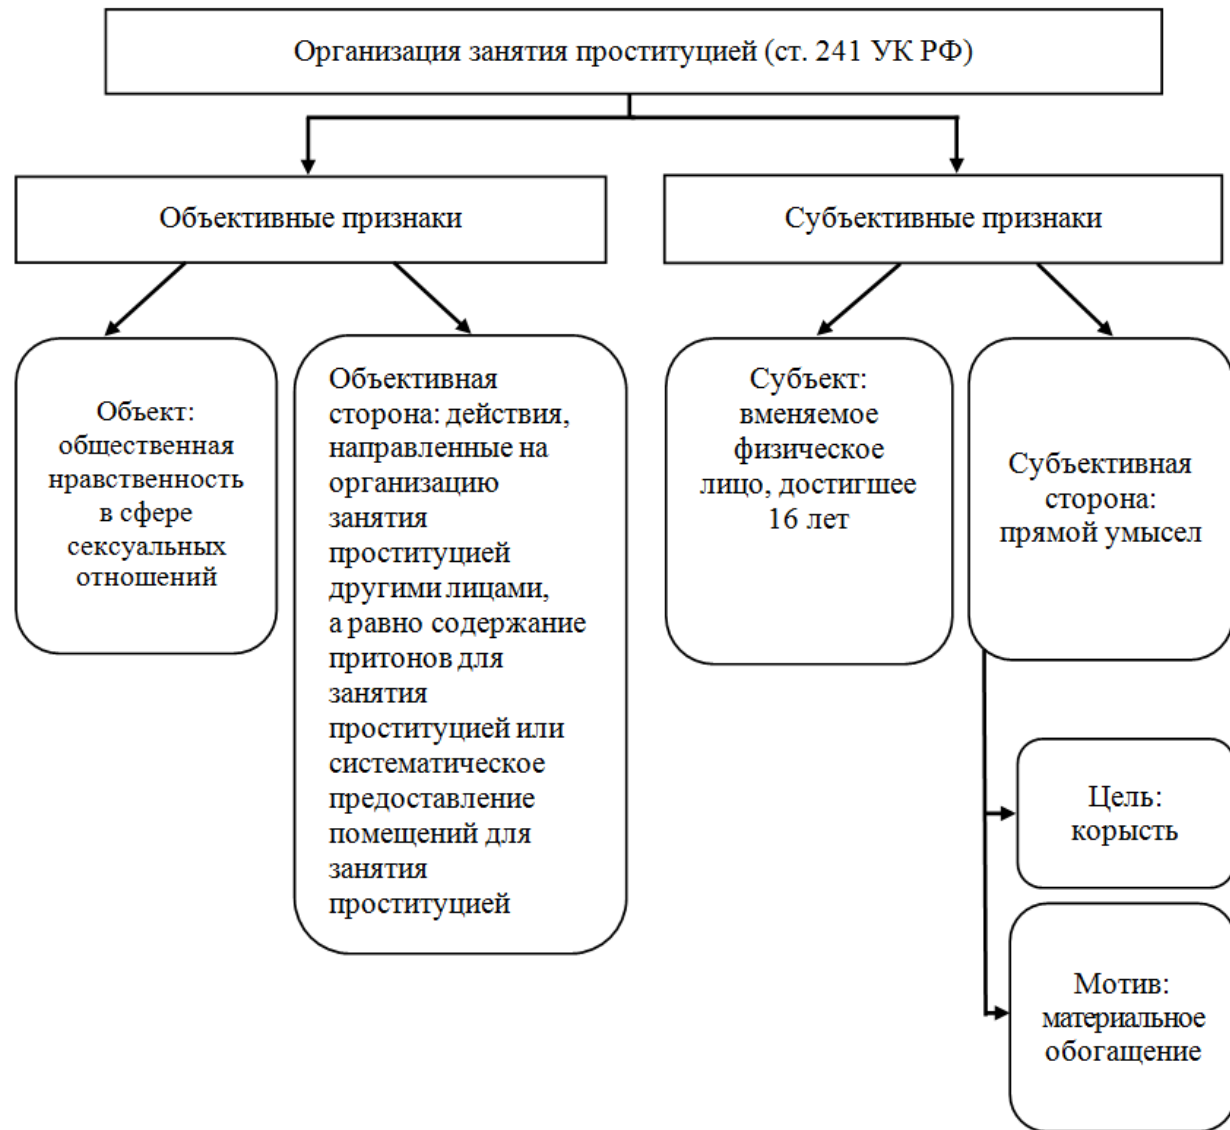 Организация занятия проституцией (ст. 241 УК РФ)
Объективные признаки
Субъективные признаки
Объект:
общественная
нравственность
в сфере
сексуальных
отношений
Объективная
сторона: действия,
направленные на
организацию
занятия
проституцией
другими лицами,
а равно содержание
притонов для
занятия
проституцией или
систематическое
предоставление
помещений для
занятия
проституцией
Субъект:
вменяемое
физическое
лицо, достигшее
16 лет
Субъективная
сторона:
прямой умысел
Цель:
корысть
Мотив:
материальное
обогащение